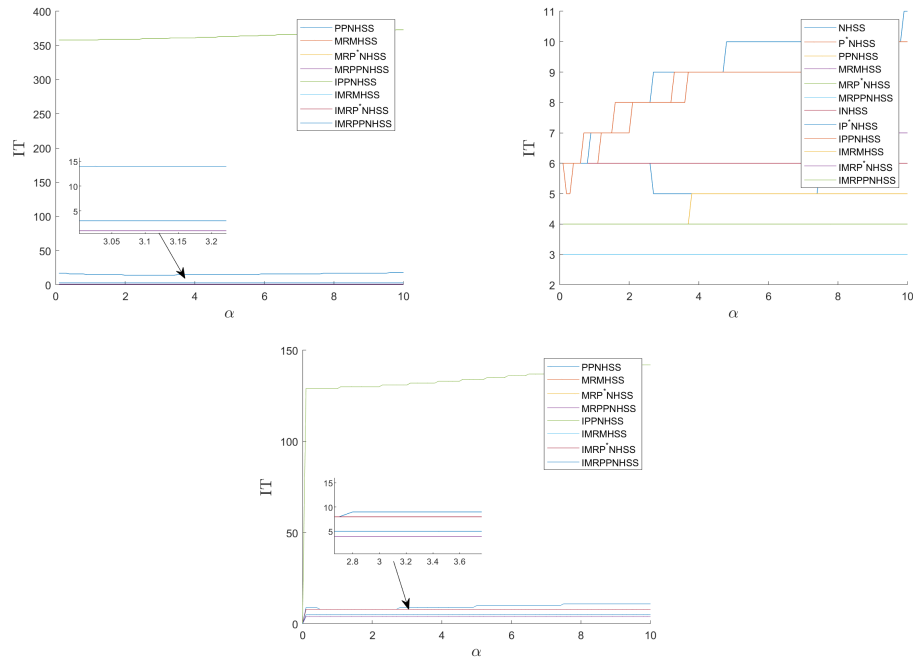 400
350
300
250
200
150
100
50
0
IT
0 2 4 6 8 10
α
PPNHSS
MRMHSS
MRP*NHSS
MRPPNHSS
IPPNHSS
IMRMHSS
IMRP*NHSS
IMRPPNHSS
15
10
5
3.05 3.1 3.15 3.2
11
10
9
8
7
6
5
4
3
2
IT
0 2 4 6 8 10
α
NHSS
P*NHSS
PPNHSS
MRMHSS
MRP*NHSS
MRPPNHSS
INHSS
IP*NHSS
IPPNHSS
IMRMHSS
IMRP*NHSS
IMRPPNHSS
150
100
50
0
IT
0 2 4 6 8 10
α
PPNHSS
MRMHSS
MRP*NHSS
MRPPNHSS
IPPNHSS
IMRMHSS
IMRP*NHSS
IMRPPNHSS
15
10
5
2.8 3 3.2 3.4 3.6